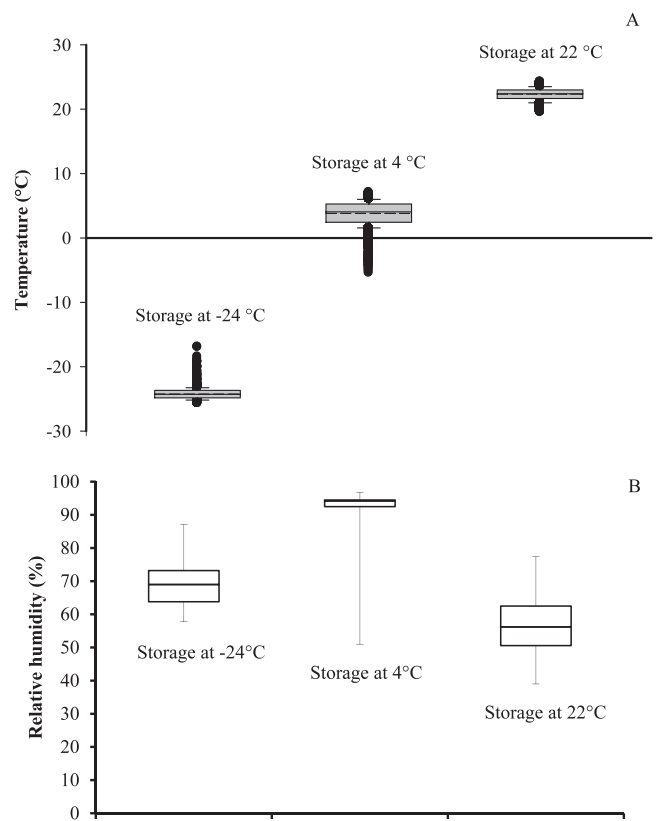 A
30
Storage at 22 °C
20
Storage at 4 °C
10
Temperature (°C)
0
-10
Storage at -24 °C
-20
-30
100
B
90
80
70
Relative humidity (%)
60
Storage at -24°C
50
Storage at 4°C
40
Storage at 22°C
30
20
10
0